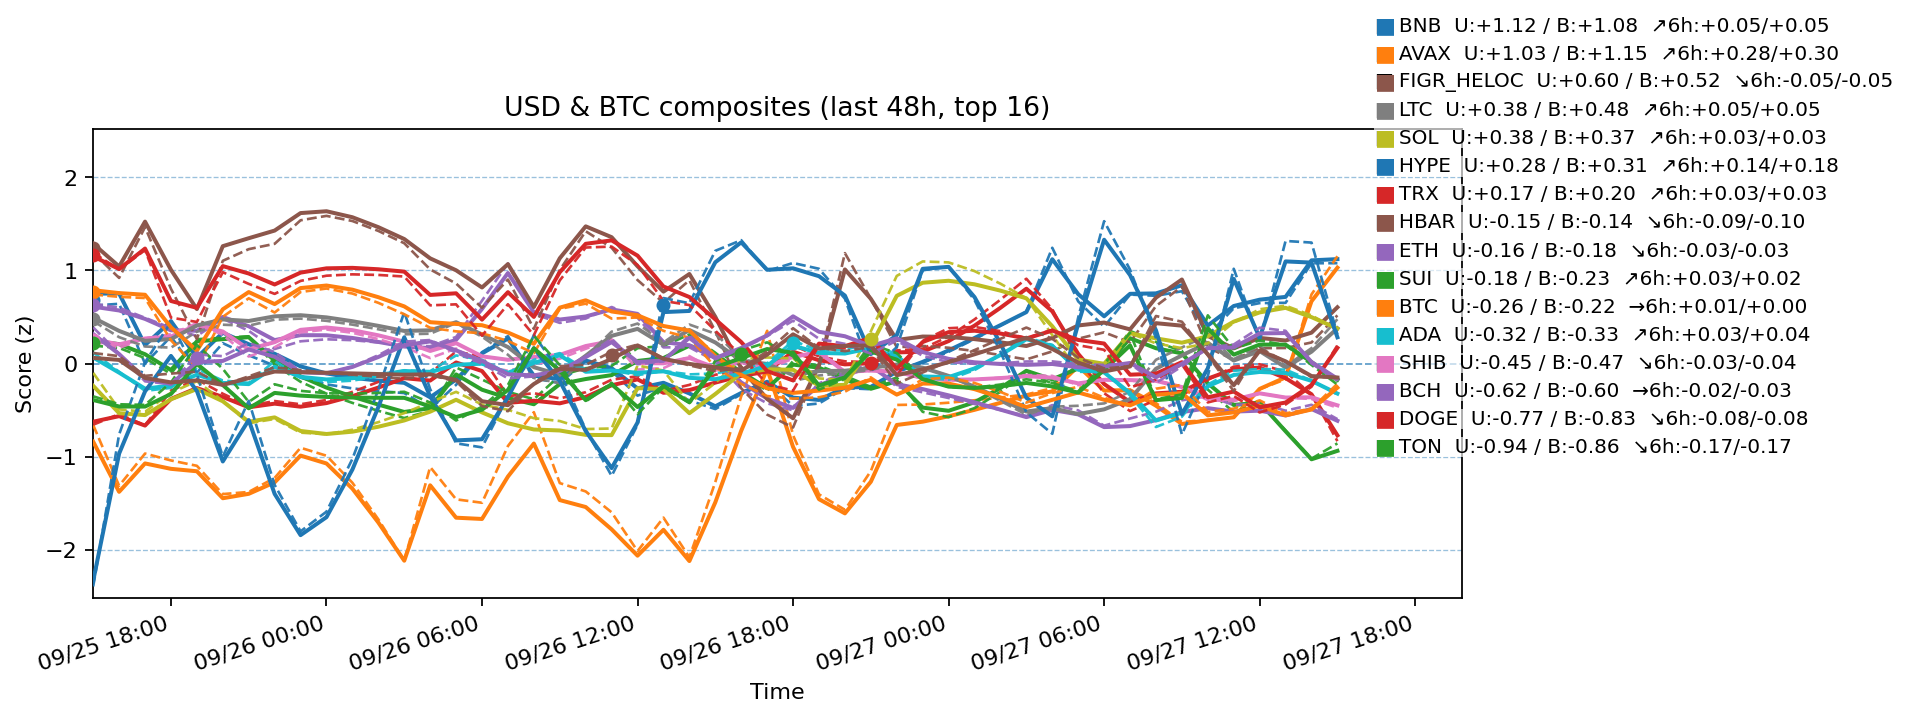 BNB  U:+1.12 / B:+1.08  ↗6h:+0.05/+0.05
AVAX  U:+1.03 / B:+1.15  ↗6h:+0.28/+0.30
FIGR_HELOC  U:+0.60 / B:+0.52  ↘6h:-0.05/-0.05
LTC  U:+0.38 / B:+0.48  ↗6h:+0.05/+0.05
SOL  U:+0.38 / B:+0.37  ↗6h:+0.03/+0.03
HYPE  U:+0.28 / B:+0.31  ↗6h:+0.14/+0.18
TRX  U:+0.17 / B:+0.20  ↗6h:+0.03/+0.03
HBAR  U:-0.15 / B:-0.14  ↘6h:-0.09/-0.10
ETH  U:-0.16 / B:-0.18  ↘6h:-0.03/-0.03
SUI  U:-0.18 / B:-0.23  ↗6h:+0.03/+0.02
BTC  U:-0.26 / B:-0.22  →6h:+0.01/+0.00
ADA  U:-0.32 / B:-0.33  ↗6h:+0.03/+0.04
SHIB  U:-0.45 / B:-0.47  ↘6h:-0.03/-0.04
BCH  U:-0.62 / B:-0.60  →6h:-0.02/-0.03
DOGE  U:-0.77 / B:-0.83  ↘6h:-0.08/-0.08
TON  U:-0.94 / B:-0.86  ↘6h:-0.17/-0.17
USD & BTC composites (last 48h, top 16)
Score (z)
2
1
0
−1
−2
09/25 18:00
09/26 00:00
09/26 06:00
09/26 12:00
09/26 18:00
09/27 00:00
09/27 06:00
09/27 12:00
09/27 18:00
Time